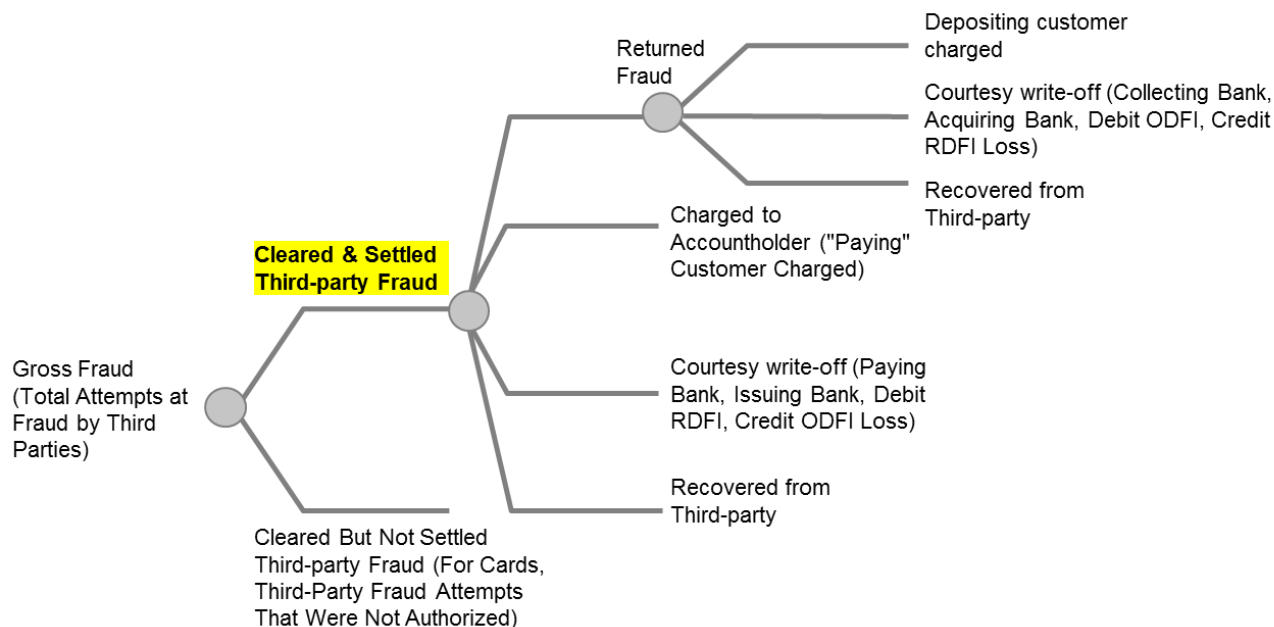 Depositing customer
charged
Returned
Fraud
Courtesy write-off (Collecting Bank,
Acquiring Bank, Debit ODFI, Credit
RDFI Loss)
Recovered from
Third-party
Charged to
Accountholder ("Paying"
Customer Charged)
Cleared & Settled
Third-party Fraud
Gross Fraud
(Total Attempts at
Fraud by Third
Parties)
Courtesy write-off (Paying
Bank, Issuing Bank, Debit
RDFI, Credit ODFI Loss)
Recovered from
Third-party
Cleared But Not Settled
Third-party Fraud (For Cards,
Third-Party Fraud Attempts
That Were Not Authorized)